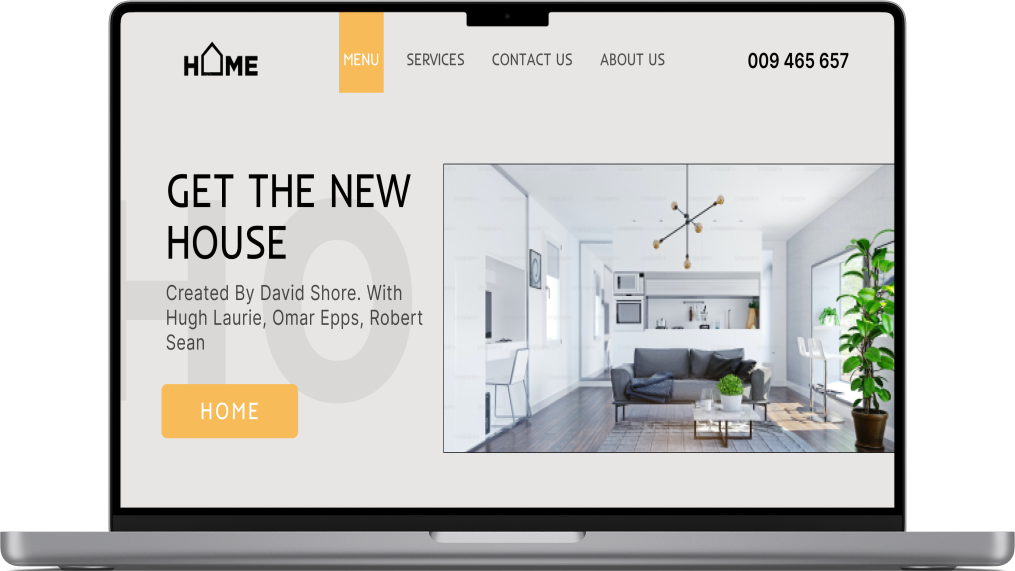 HOME
MENU
SERVICES
CONTACT US
ABOUT US
009 465 657
GET THE NEW
HOUSE
Created By David Shore. With
Hugh Laurie, Omar Epps, Robert
Sean
HO
HOME